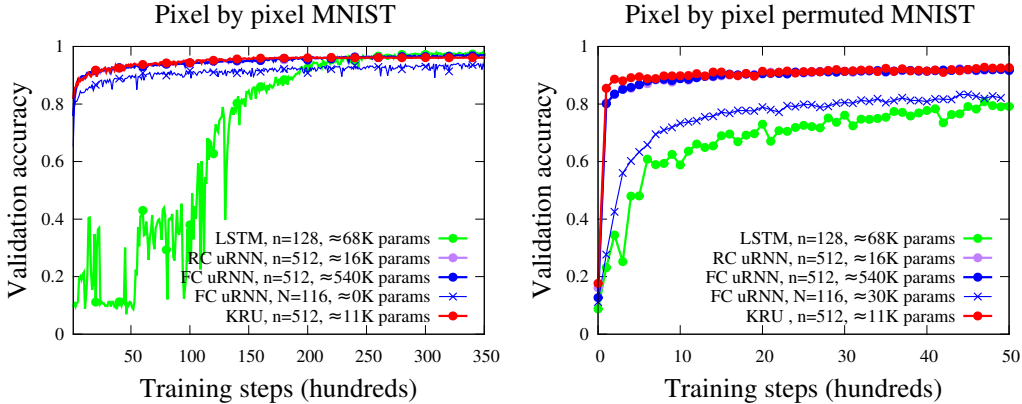 Pixel by pixel MNIST
1
0.8
0.6
0.4
0.2
0
Validation accuracy
LSTM, n=128, ≈68K params
RC uRNN, n=512, ≈16K params
FC uRNN, n=512, ≈540K params
FC uRNN, N=116, ≈0K params
KRU, n=512, ≈11K params
50 100 150 200 250 300 350
Training steps (hundreds)
Pixel by pixel permuted MNIST
1
0.8
0.6
0.4
0.2
0
Validation accuracy
LSTM, n=128, ≈68K params
RC uRNN, n=512, ≈16K params
FC uRNN, n=512, ≈540K params
FC uRNN, N=116, ≈30K params
KRU , n=512, ≈11K params
0 10 20 30 40 50
Training steps (hundreds)